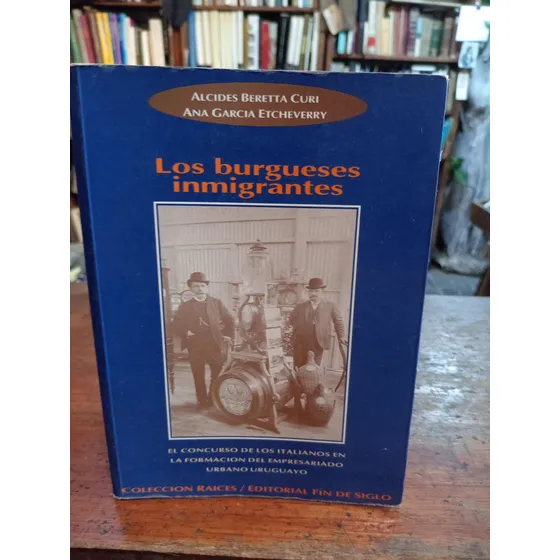 ALCIDES BERETTA CURI
ANA GARCIA ETCHEVERRY
Los burgueses
inmigrantes
EL CONCURSO DE LOS ITALIANOS EN
LA FORMACION DEL EMPRESARIADO
URBANO URUGUAYO
COLECCION RAICES / EDITORIAL FIN DE SIGLO